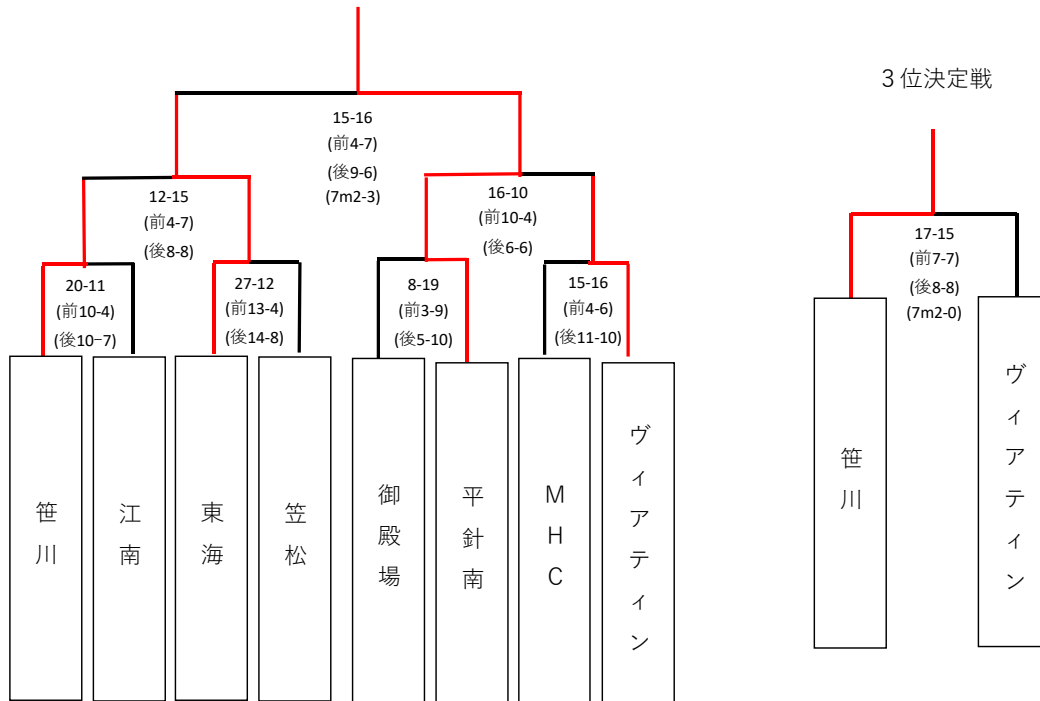 ３位決定戦
15-16
(前4-7)
(後9-6)
(7m2-3)
12-15
(前4-7)
(後8-8)
16-10
(前10-4)
(後6-6)
20-11
(前10-4)
(後10ｰ7)
27-12
(前13-4)
(後14-8)
8-19
(前3-9)
(後5-10)
15-16
(前4-6)
(後11-10)
17-15
(前7-7)
(後8-8)
(7m2-0)
笹川
江南
東海
笠松
御殿場
平針南
ＭＨＣ
ヴィアティン
笹川
ヴィアティン